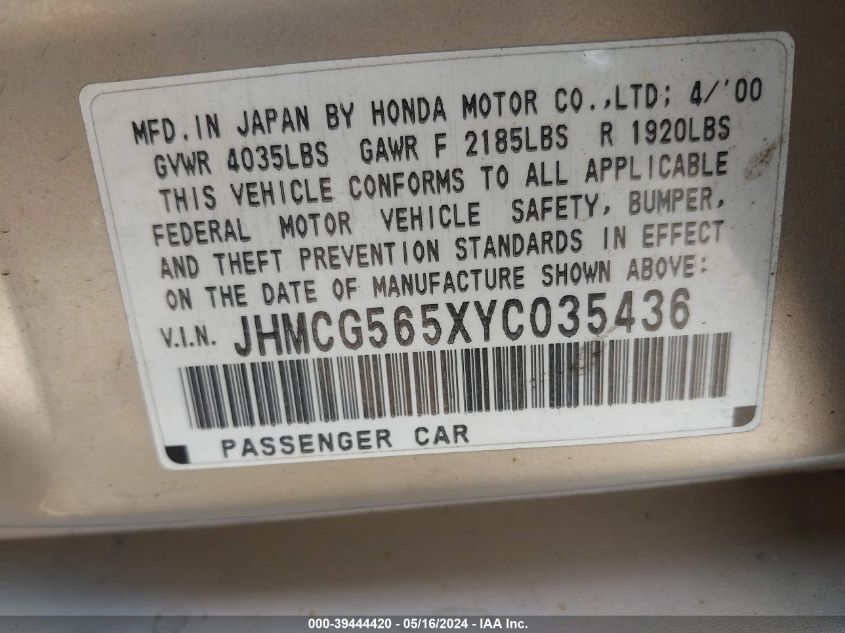 MFD. IN JAPAN BY HONDA MOTOR CO.,LTD; 4/'00
GVWR 4035LBS GAWR F 2185LBS R 1920LBS
THIS VEHICLE CONFORMS TO ALL APPLICABLE
FEDERAL MOTOR VEHICLE SAFETY, BUMPER,
AND THEFT PREVENTION STANDARDS IN EFFECT
ON THE DATE OF MANUFACTURE SHOWN ABOVE:
V.I.N. JHMCG565XYC035436
PASSENGER CAR
000-39444420 - 05/16/2024 - IAA Inc.